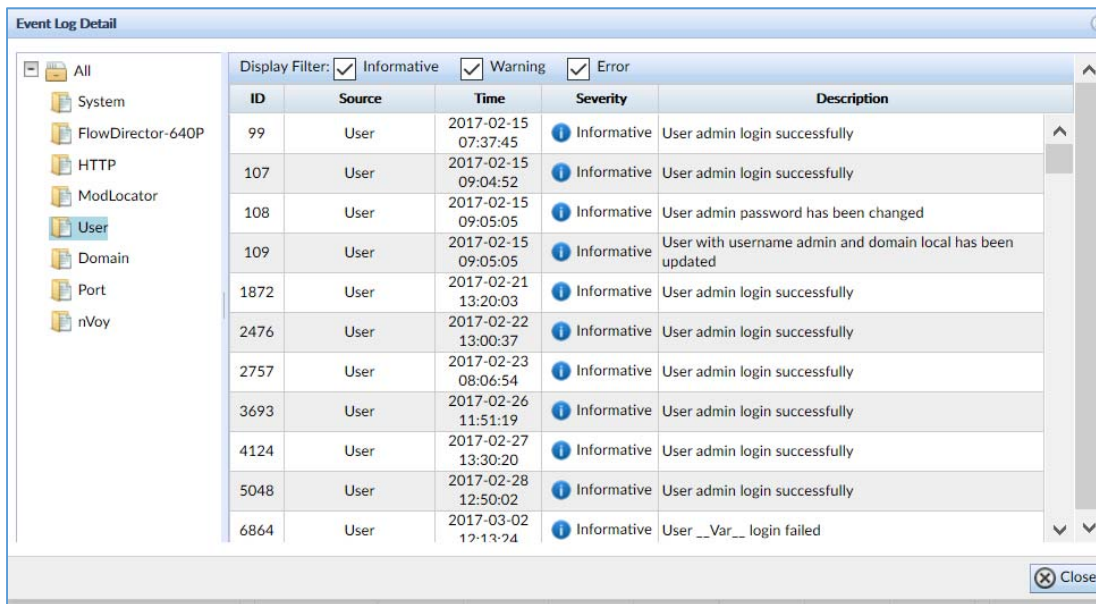 Event Log Detail
All
System
FlowDirector-640P
HTTP
ModLocator
User
Domain
Port
nVoy
Display Filter: Informative Warning Error
ID Source Time Severity Description
99 User 2017-02-15 07:37:45 Informative User admin login successfully
107 User 2017-02-15 09:04:52 Informative User admin login successfully
108 User 2017-02-15 09:05:05 Informative User admin password has been changed
109 User 2017-02-15 09:05:05 Informative User with username admin and domain local has been updated
1872 User 2017-02-21 13:20:03 Informative User admin login successfully
2476 User 2017-02-22 13:00:37 Informative User admin login successfully
2757 User 2017-02-23 08:06:54 Informative User admin login successfully
3693 User 2017-02-26 11:51:19 Informative User admin login successfully
4124 User 2017-02-27 13:30:20 Informative User admin login successfully
5048 User 2017-02-28 12:50:02 Informative User admin login successfully
6864 User 2017-03-02 12:13:24 Informative User __Var__ login failed
Close